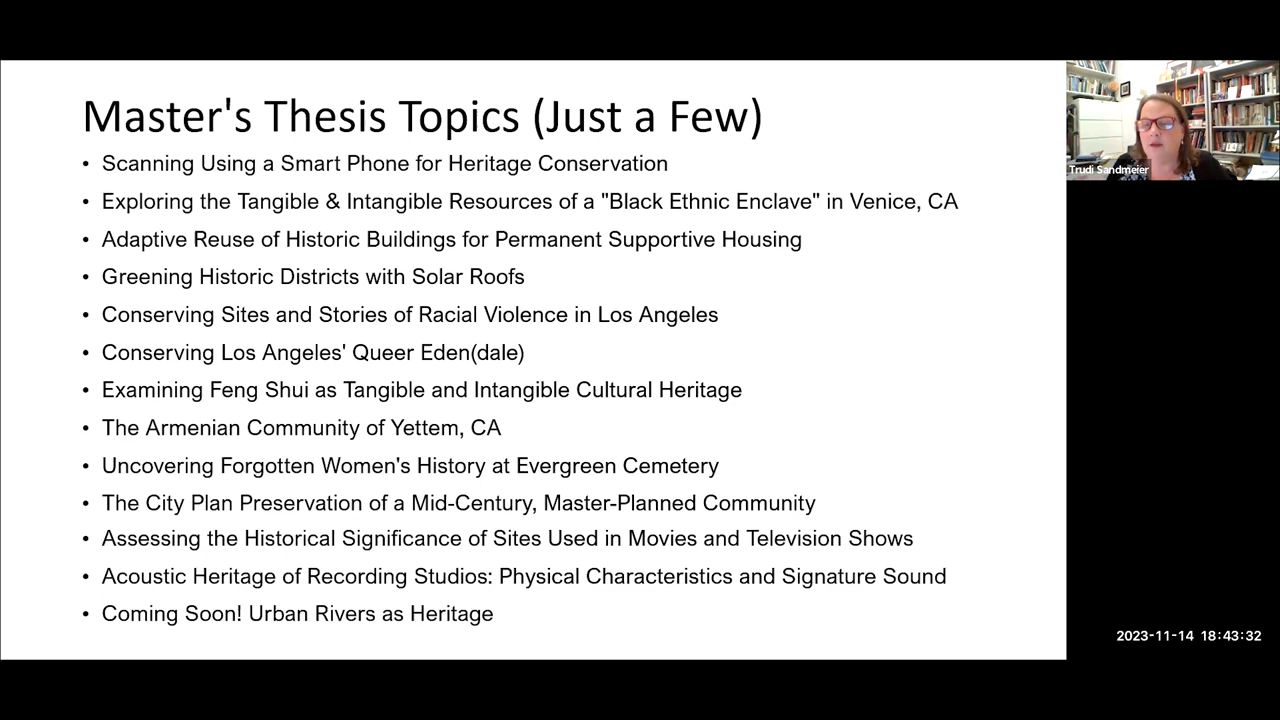 Master's Thesis Topics (Just a Few)
• Scanning Using a Smart Phone for Heritage Conservation
• Exploring the Tangible & Intangible Resources of a "Black Ethnic Enclave" in Venice, CA
• Adaptive Reuse of Historic Buildings for Permanent Supportive Housing
• Greening Historic Districts with Solar Roofs
• Conserving Sites and Stories of Racial Violence in Los Angeles
• Conserving Los Angeles' Queer Eden(dale)
• Examining Feng Shui as Tangible and Intangible Cultural Heritage
• The Armenian Community of Yettem, CA
• Uncovering Forgotten Women's History at Evergreen Cemetery
• The City Plan Preservation of a Mid-Century, Master-Planned Community
• Assessing the Historical Significance of Sites Used in Movies and Television Shows
• Acoustic Heritage of Recording Studios: Physical Characteristics and Signature Sound
• Coming Soon! Urban Rivers as Heritage
Trudi Sandmeier
2023-11-14 18:43:32